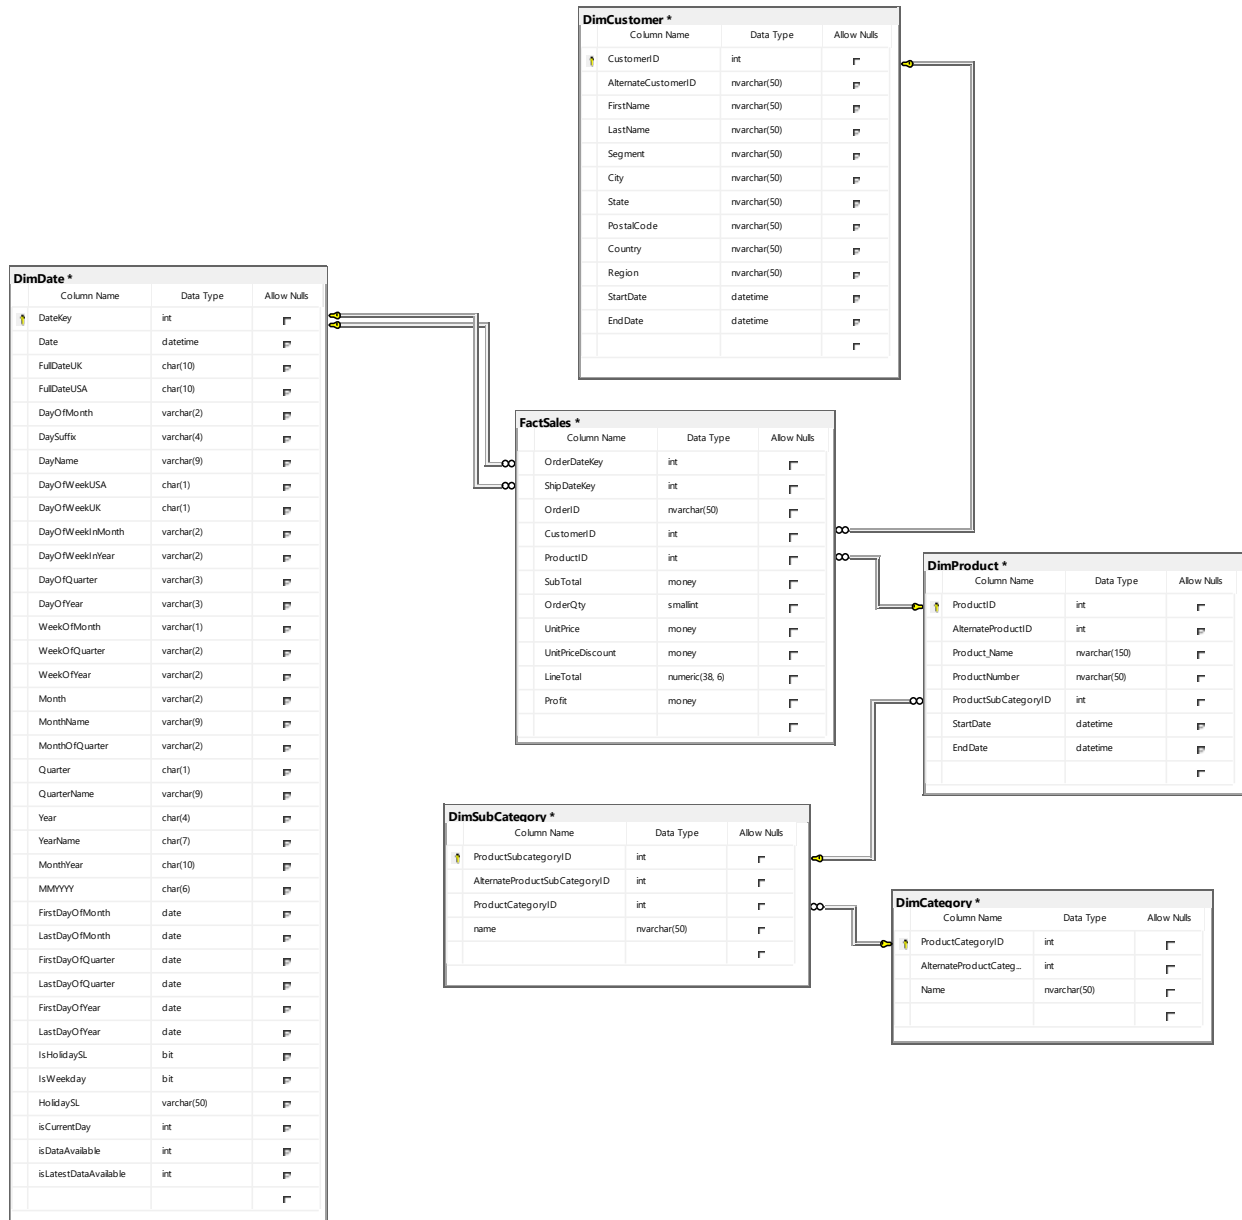 DimCustomer *
Column Name Data Type Allow Nulls
CustomerID int
AlternateCustomerID nvarchar(50)
FirstName nvarchar(50)
LastName nvarchar(50)
Segment nvarchar(50)
City nvarchar(50)
State nvarchar(50)
PostalCode nvarchar(50)
Country nvarchar(50)
Region nvarchar(50)
StartDate datetime
EndDate datetime
DimDate *
Column Name Data Type Allow Nulls
DateKey int
Date datetime
FullDateUK char(10)
FullDateUSA char(10)
DayOfMonth varchar(2)
DaySuffix varchar(4)
DayName varchar(9)
DayOfWeekUSA char(1)
DayOfWeekUK char(1)
DayOfWeekInMonth varchar(2)
DayOfWeekInYear varchar(2)
DayOfQuarter varchar(3)
DayOfYear varchar(3)
WeekOfMonth varchar(1)
WeekOfQuarter varchar(2)
WeekOfYear varchar(2)
Month varchar(2)
MonthName varchar(9)
MonthOfQuarter varchar(2)
Quarter char(1)
QuarterName varchar(9)
Year char(4)
YearName char(7)
MonthYear char(10)
MMYYYY char(6)
FirstDayOfMonth date
LastDayOfMonth date
FirstDayOfQuarter date
LastDayOfQuarter date
FirstDayOfYear date
LastDayOfYear date
IsHolidaySL bit
IsWeekday bit
HolidaySL varchar(50)
isCurrentDay int
isDataAvailable int
isLatestDataAvailable int
FactSales *
Column Name Data Type Allow Nulls
OrderDateKey int
ShipDateKey int
OrderID nvarchar(50)
CustomerID int
ProductID int
SubTotal money
OrderQty smallint
UnitPrice money
UnitPriceDiscount money
LineTotal numeric(38, 6)
Profit money
DimProduct *
Column Name Data Type Allow Nulls
ProductID int
AlternateProductID int
Product_Name nvarchar(150)
ProductNumber nvarchar(50)
ProductSubCategoryID int
StartDate datetime
EndDate datetime
DimSubCategory *
Column Name Data Type Allow Nulls
ProductSubcategoryID int
AlternateProductSubCategoryID int
ProductCategoryID int
name nvarchar(50)
DimCategory *
Column Name Data Type Allow Nulls
ProductCategoryID int
AlternateProductCateg... int
Name nvarchar(50)